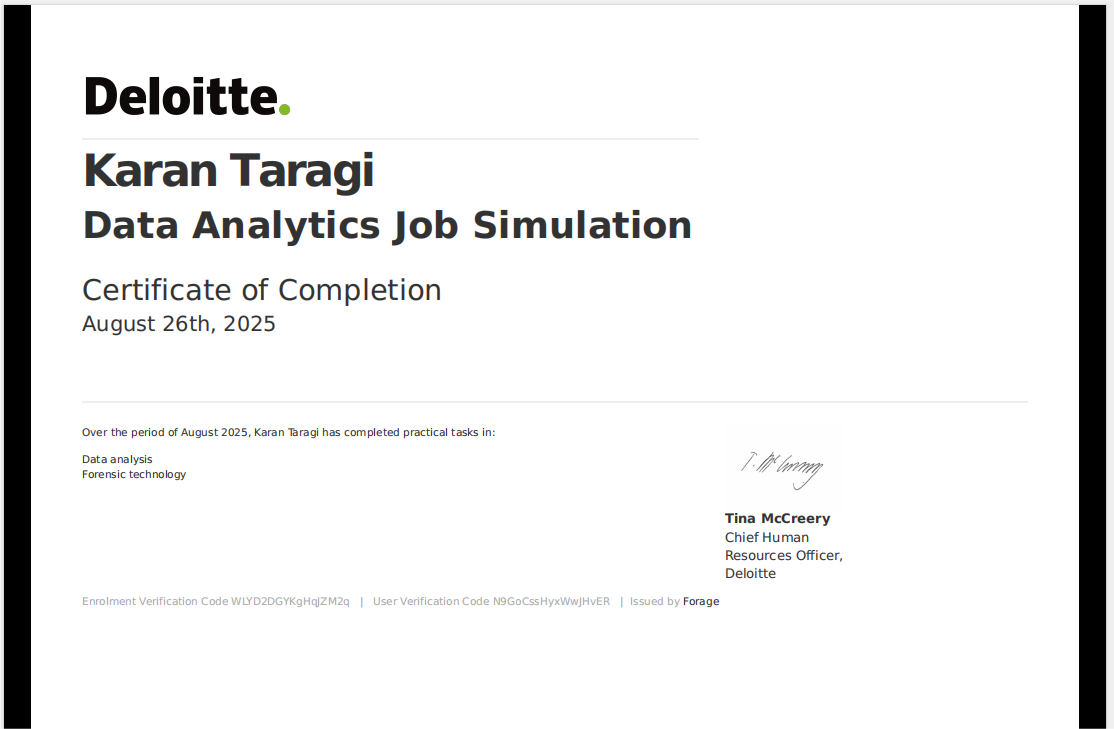 Deloitte.
Karan Taragi
Data Analytics Job Simulation
Certificate of Completion
August 26th, 2025
Over the period of August 2025, Karan Taragi has completed practical tasks in:
Data analysis
Forensic technology
T. McCreery
Tina McCreery
Chief Human
Resources Officer,
Deloitte
Enrolment Verification Code WLYD2DGYKgHqJZM2q | User Verification Code N9GoCssHyxWwJHvER | Issued by Forage